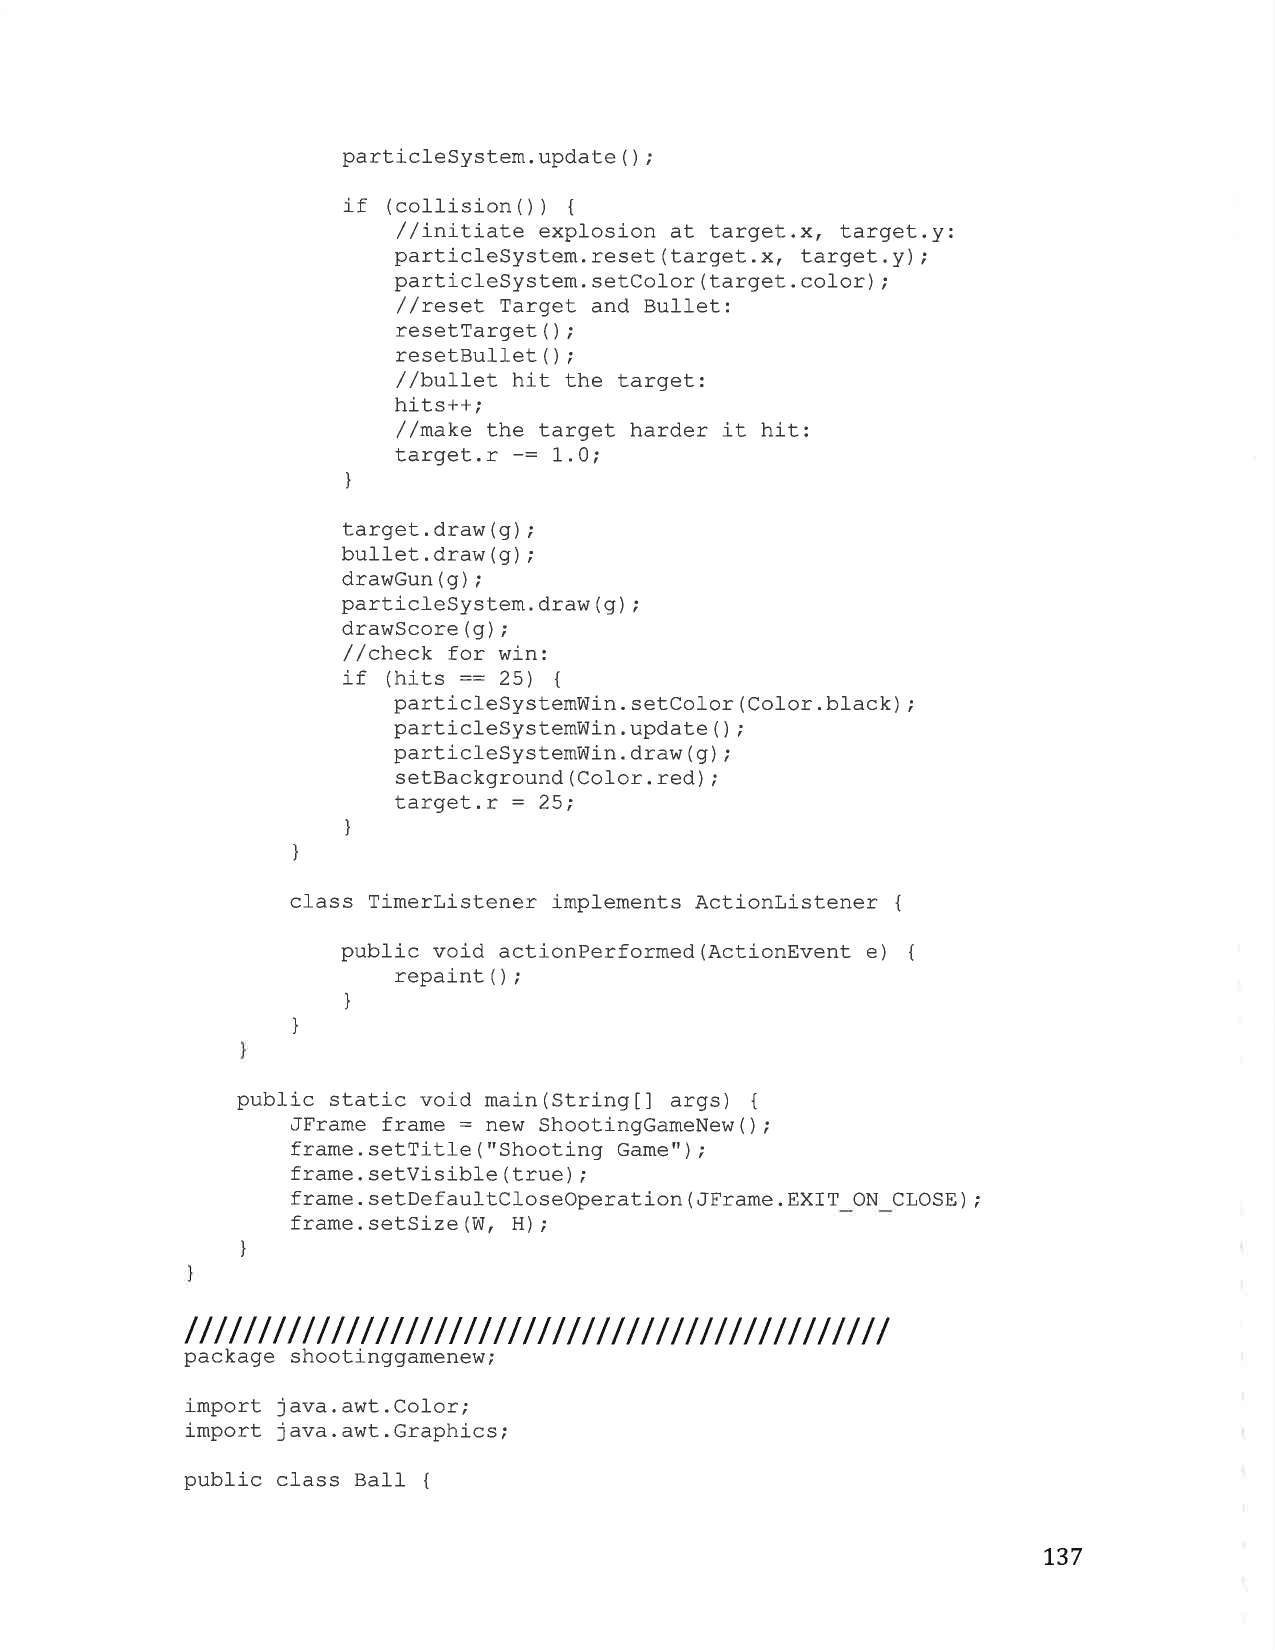 particleSystem.update();
if (collision()) {
//initiate explosion at target.x, target.y:
particleSystem.reset(target.x, target.y);
particleSystem.setColor(target.color);
//reset Target and Bullet:
resetTarget();
resetBullet();
//bullet hit the target:
hits++;
//make the target harder it hit:
target.r -= 1.0;
}
target.draw(g);
bullet.draw(g);
drawGun(g);
particleSystem.draw(g);
drawScore(g);
//check for win:
if (hits == 25) {
particleSystemWin.setColor(Color.black);
particleSystemWin.update();
particleSystemWin.draw(g);
setBackground(Color.red);
target.r = 25;
}
}
class TimerListener implements ActionListener {
public void actionPerformed(ActionEvent e) {
repaint();
}
}
}
public static void main(String[] args) {
JFrame frame = new ShootingGameNew();
frame.setTitle("Shooting Game");
frame.setVisible(true);
frame.setDefaultCloseOperation(JFrame.EXIT_ON_CLOSE);
frame.setSize(W, H);
}
}
////////////////////////////////////////////////
package shootinggamenew;
import java.awt.Color;
import java.awt.Graphics;
public class Ball {
137